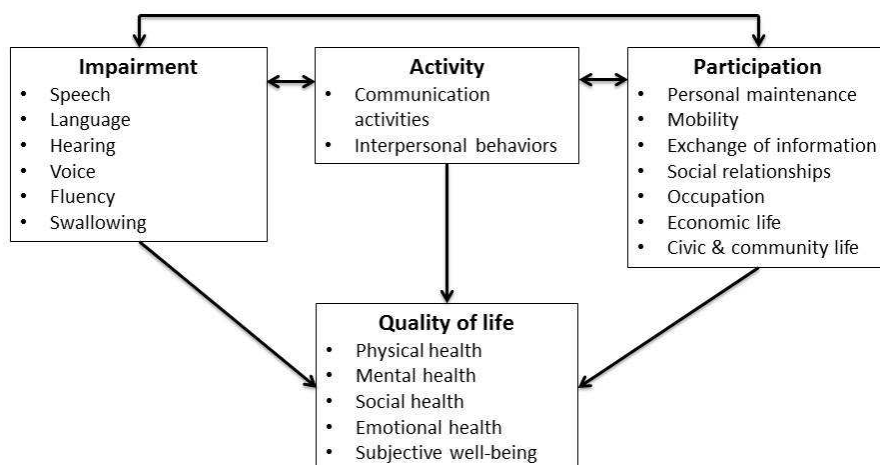 Impairment
• Speech
• Language
• Hearing
• Voice
• Fluency
• Swallowing
Activity
• Communication
activities
• Interpersonal behaviors
Participation
• Personal maintenance
• Mobility
• Exchange of information
• Social relationships
• Occupation
• Economic life
• Civic & community life
Quality of life
• Physical health
• Mental health
• Social health
• Emotional health
• Subjective well-being